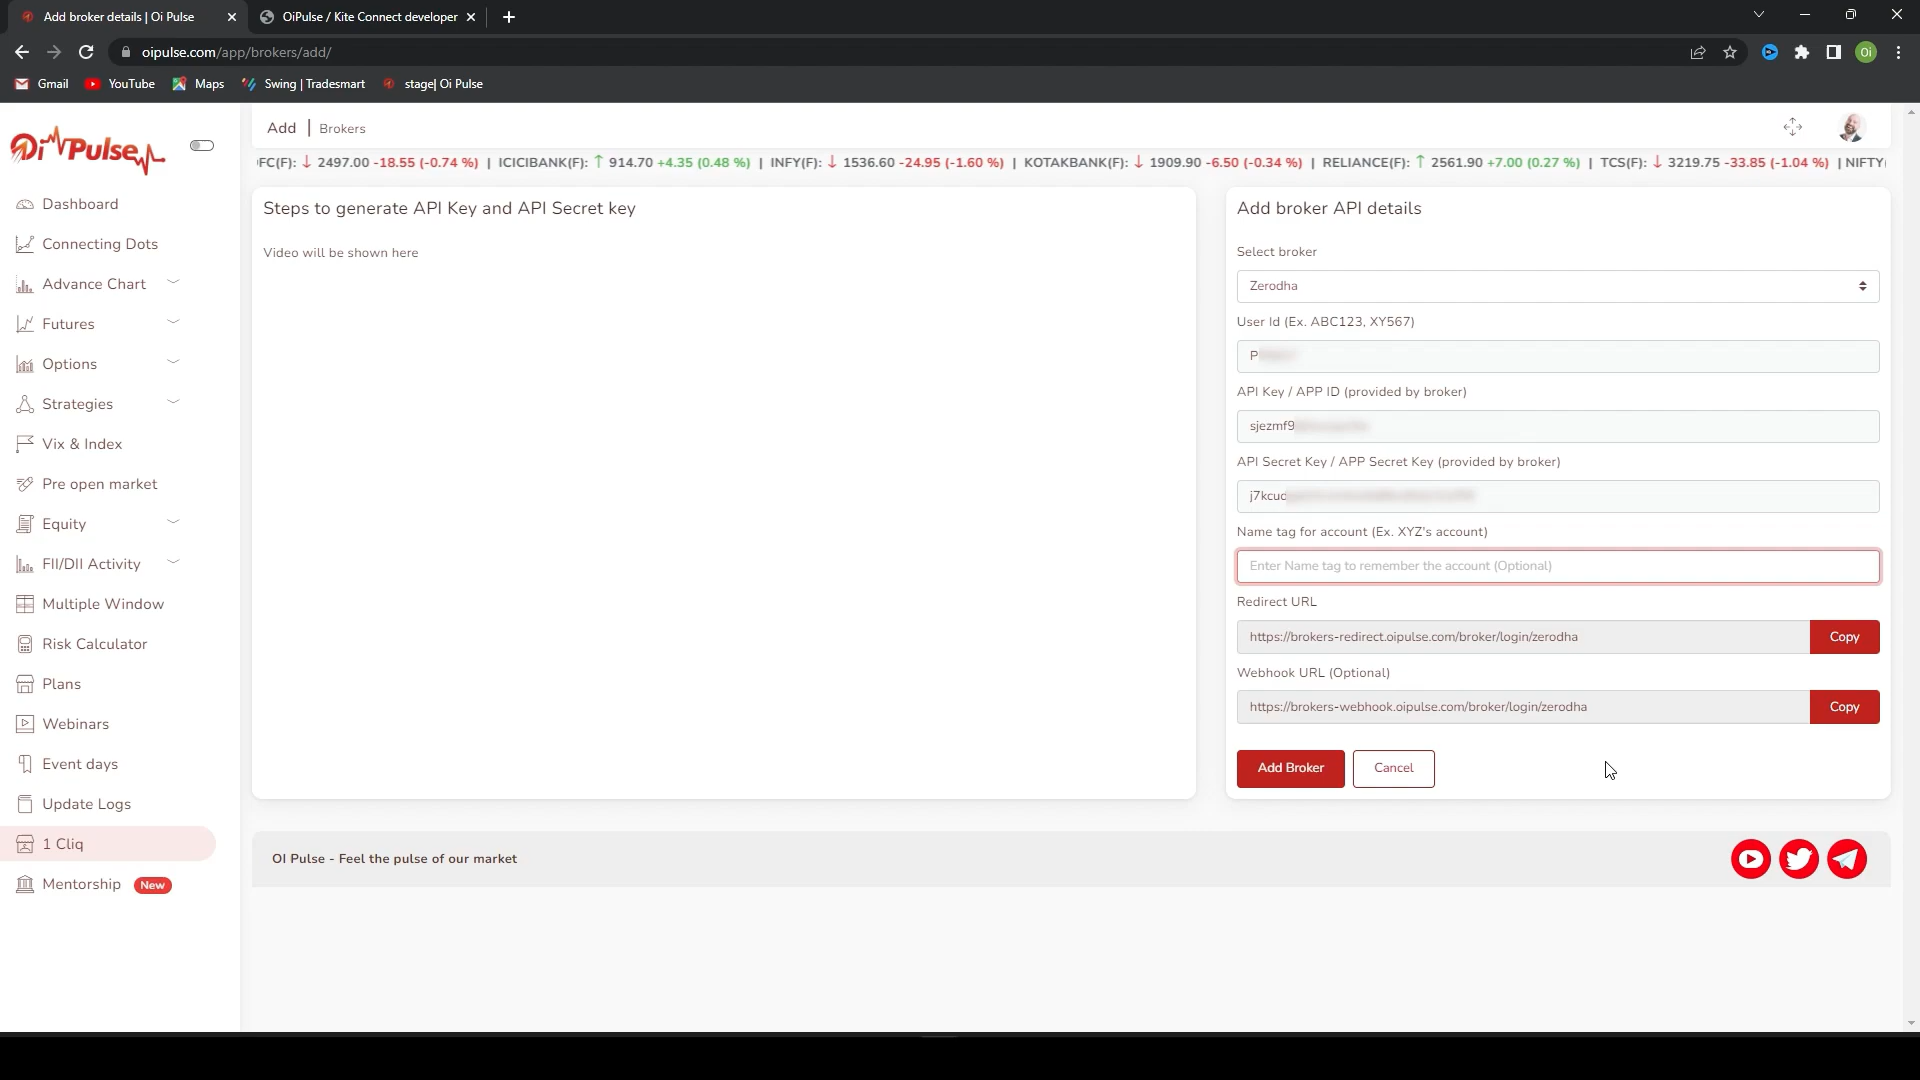 Add broker details | Oi Pulse
OiPulse / Kite Connect developer
oipulse.com/app/brokers/add/
Oi
Gmail
YouTube
Maps
Swing | Tradesmart
stage| Oi Pulse
Oi Pulse
Add | Brokers
FC(F): ↓ 2497.00 -18.55 (-0.74 %) | ICICIBANK(F): ↑ 914.70 +4.35 (0.48 %) | INFY(F): ↓ 1536.60 -24.95 (-1.60 %) | KOTAKBANK(F): ↓ 1909.90 -6.50 (-0.34 %) | RELIANCE(F): ↑ 2561.90 +7.00 (0.27 %) | TCS(F): ↓ 3219.75 -33.85 (-1.04 %) | NIFTY
Dashboard
Connecting Dots
Advance Chart
Futures
Options
Strategies
Vix & Index
Pre open market
Equity
FII/DII Activity
Multiple Window
Risk Calculator
Plans
Webinars
Event days
Update Logs
1 Cliq
Mentorship New
Steps to generate API Key and API Secret key
Video will be shown here
Add broker API details
Select broker
Zerodha
User Id (Ex. ABC123, XY567)
P
API Key / APP ID (provided by broker)
sjezmf9
API Secret Key / APP Secret Key (provided by broker)
j7kcud
Name tag for account (Ex. XYZ's account)
Enter Name tag to remember the account (Optional)
Redirect URL
https://brokers-redirect.oipulse.com/broker/login/zerodha
Copy
Webhook URL (Optional)
https://brokers-webhook.oipulse.com/broker/login/zerodha
Copy
Add Broker
Cancel
OI Pulse - Feel the pulse of our market